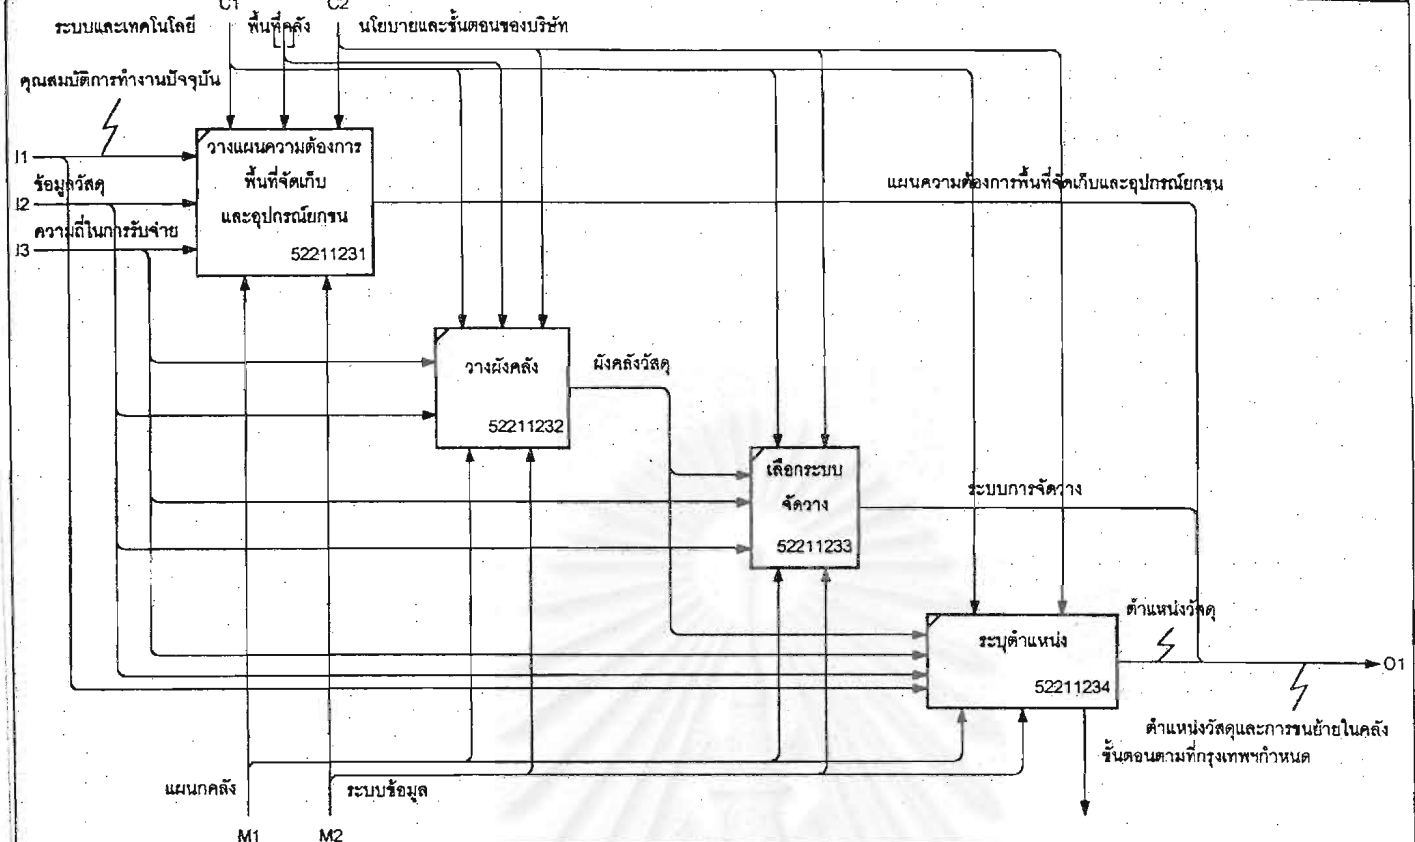 C1
C2
ระบบและเทคโนโลยี
พื้นที่คลัง
นโยบายและขั้นตอนของบริษัท
คุณสมบัติการทำงานปัจจุบัน
I1
ข้อมูลวัสดุ
I2
ความถี่ในการรับจ่าย
I3
วางแผนความต้องการ
พื้นที่จัดเก็บ
และอุปกรณ์ยกขน
52211231
แผนความต้องการพื้นที่จัดเก็บและอุปกรณ์ยกขน
วางผังคลัง
52211232
ผังคลังวัสดุ
เลือกระบบ
จัดวาง
52211233
ระบบการจัดวาง
ระบุตำแหน่ง
52211234
ตำแหน่งวัสดุ
O1
ตำแหน่งวัสดุและการขนย้ายในคลัง
ขั้นตอนตามที่กรุงเทพฯกำหนด
แผนกคลัง
ระบบข้อมูล
M1
M2